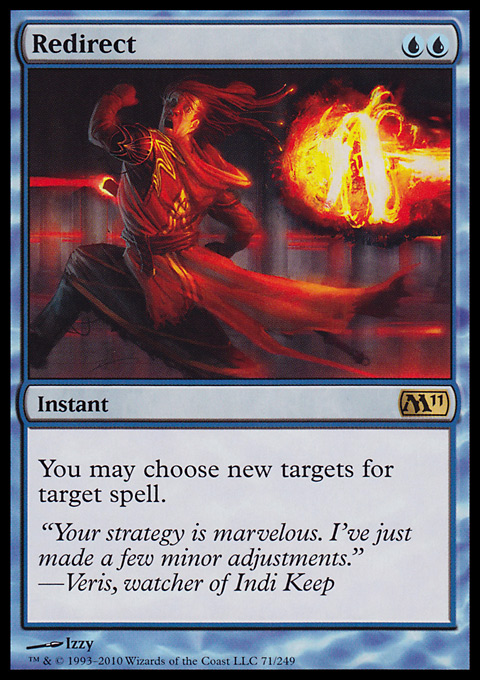 Redirect
Instant
M11
You may choose new targets for
target spell.
“Your strategy is marvelous. I’ve just
made a few minor adjustments.”
—Veris, watcher of Indi Keep
Izzy
™ & © 1993–2010 Wizards of the Coast LLC 71/249